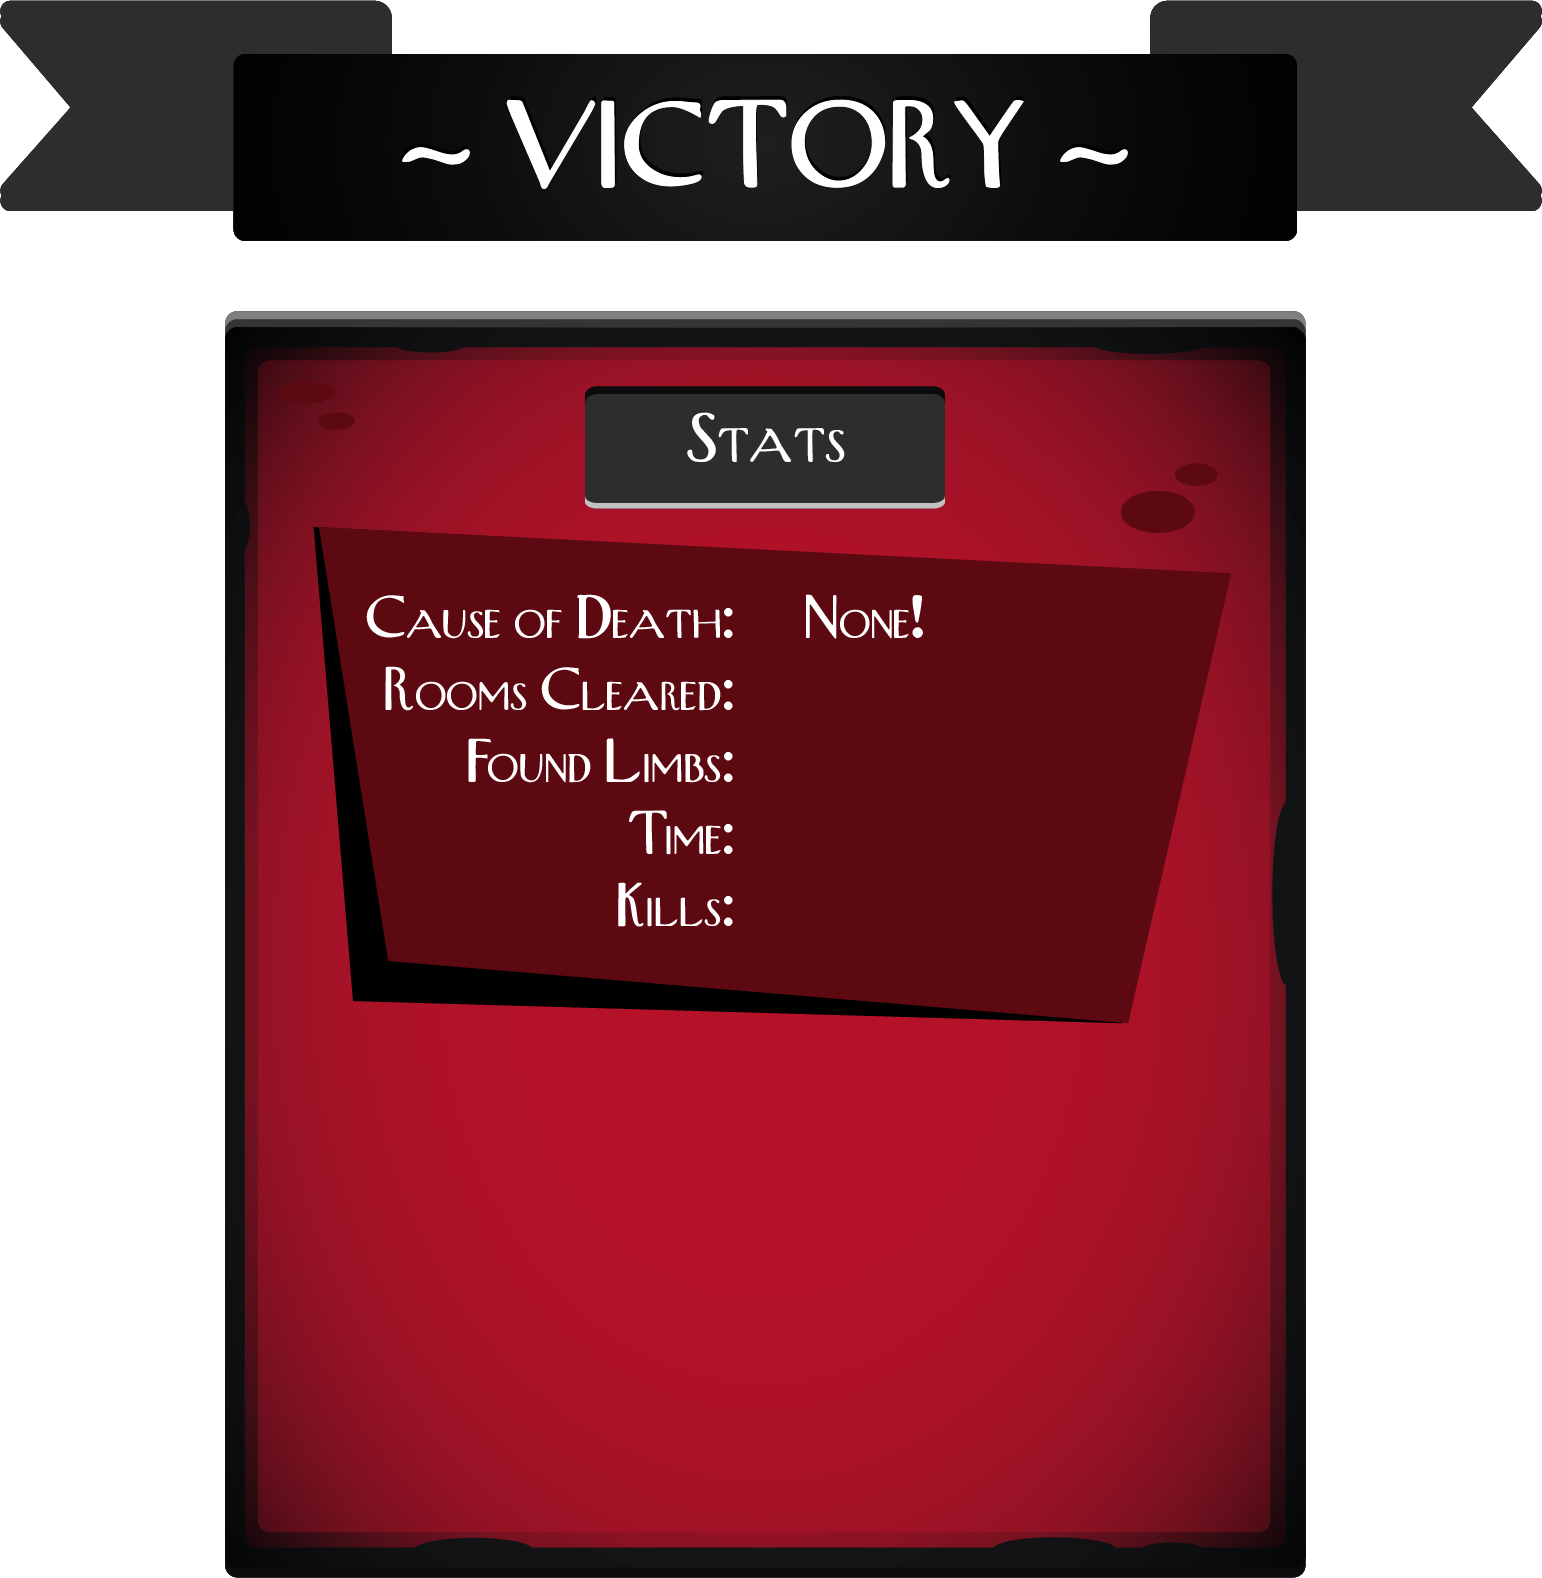 ~ VICTORY ~
Stats
Cause of Death: None!
Rooms Cleared:
Found Limbs:
Time:
Kills: